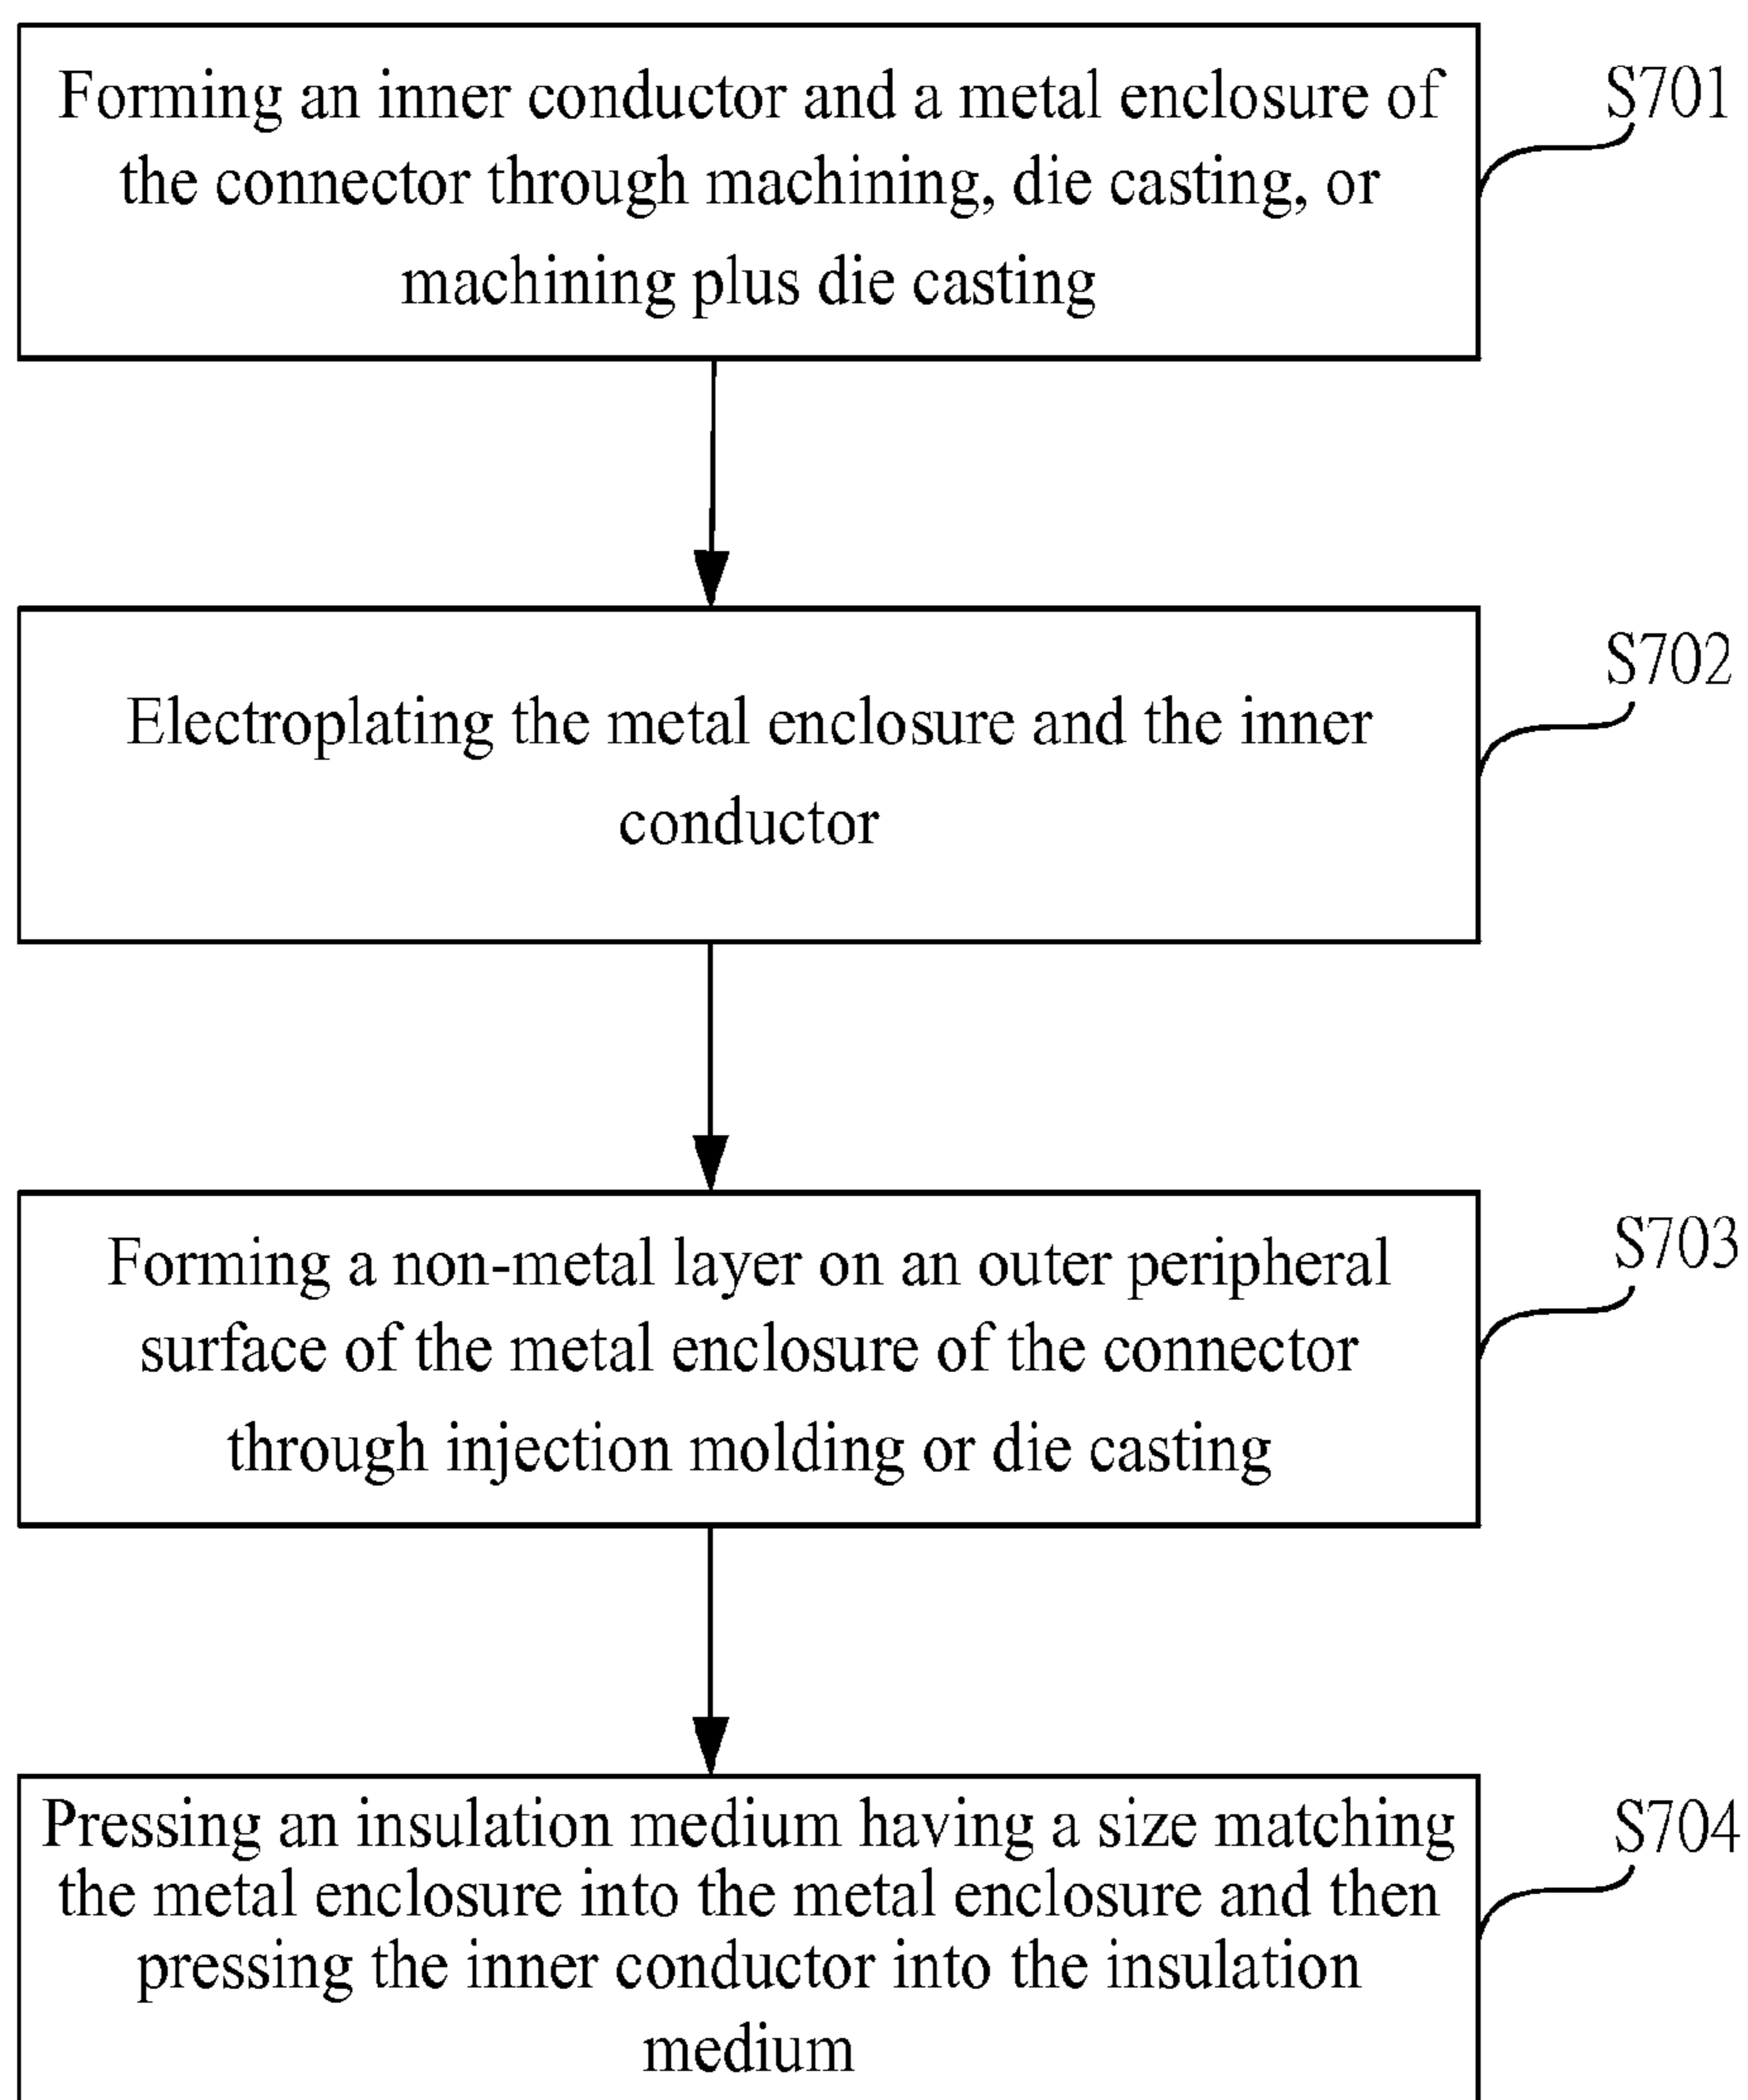 Forming an inner conductor and a metal enclosure of
the connector through machining, die casting, or
machining plus die casting
S701
Electroplating the metal enclosure and the inner
conductor
S702
Forming a non-metal layer on an outer peripheral
surface of the metal enclosure of the connector
through injection molding or die casting
S703
Pressing an insulation medium having a size matching
the metal enclosure into the metal enclosure and then
pressing the inner conductor into the insulation
medium
S704